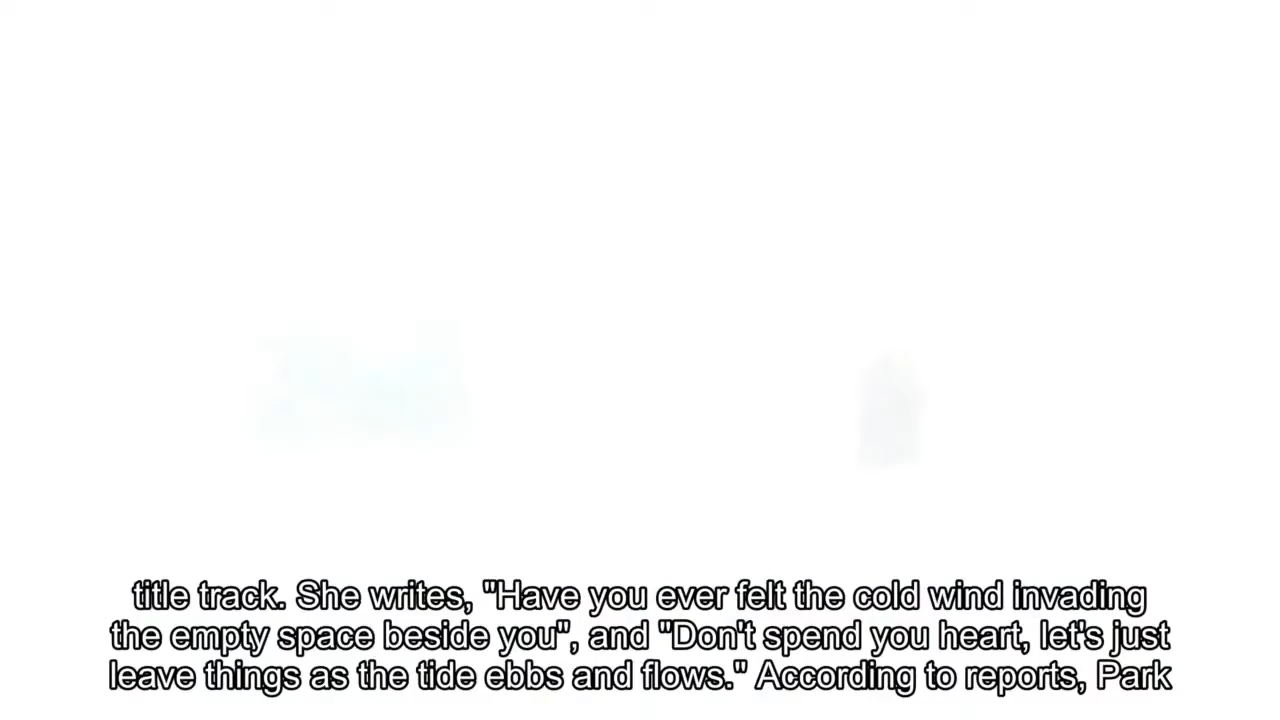 title track. She writes, "Have you ever felt the cold wind invading
the empty space beside you", and "Don't spend you heart, let's just
leave things as the tide ebbs and flows." According to reports, Park